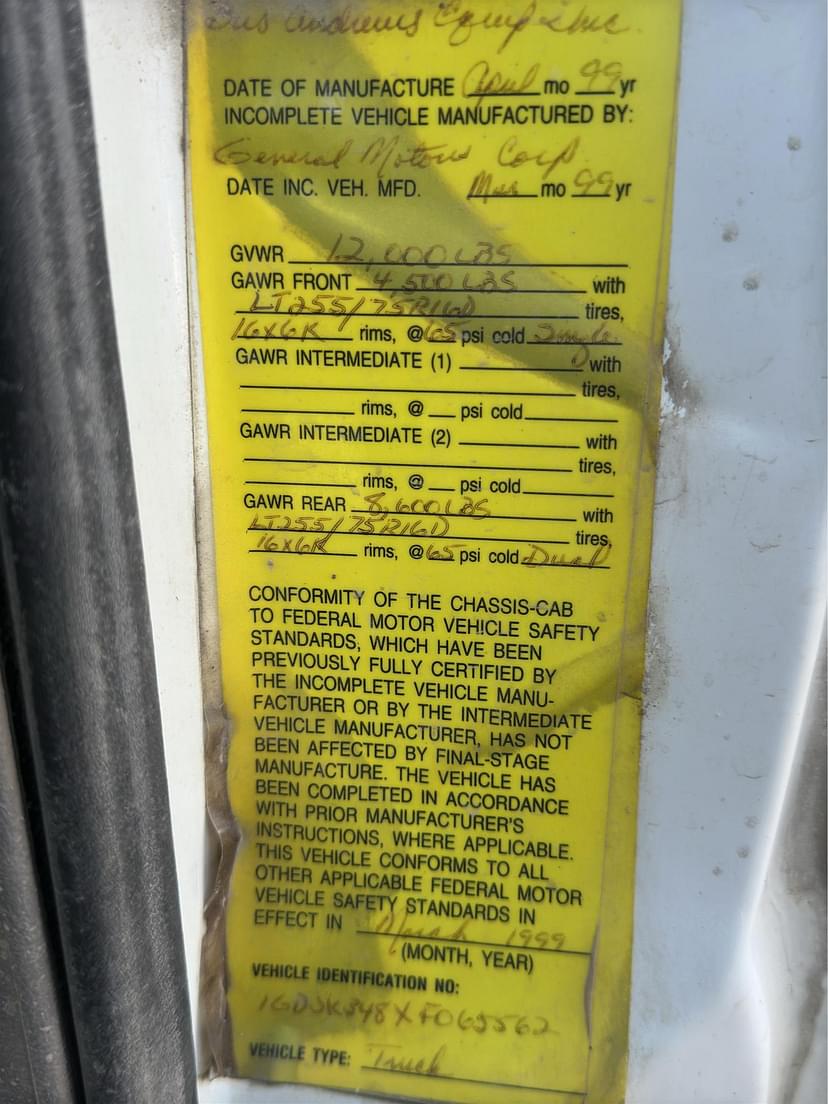 Andrews Equip. Inc.
DATE OF MANUFACTURE April mo 99 yr
INCOMPLETE VEHICLE MANUFACTURED BY:
General Motors Corp.
DATE INC. VEH. MFD. Mar mo 99 yr
GVWR 12,000 LBS
GAWR FRONT 4,500 LBS with
LT255/75R16D tires,
16x6K rims, @ 65 psi cold Single
GAWR INTERMEDIATE (1) with
tires,
rims, @ psi cold
GAWR INTERMEDIATE (2) with
tires,
rims, @ psi cold
GAWR REAR 8,600 LBS with
LT255/75R16D tires,
16x6K rims, @ 65 psi cold Dual
CONFORMITY OF THE CHASSIS-CAB
TO FEDERAL MOTOR VEHICLE SAFETY
STANDARDS, WHICH HAVE BEEN
PREVIOUSLY FULLY CERTIFIED BY
THE INCOMPLETE VEHICLE MANU-
FACTURER OR BY THE INTERMEDIATE
VEHICLE MANUFACTURER, HAS NOT
BEEN AFFECTED BY FINAL-STAGE
MANUFACTURE. THE VEHICLE HAS
BEEN COMPLETED IN ACCORDANCE
WITH PRIOR MANUFACTURER'S
INSTRUCTIONS, WHERE APPLICABLE.
THIS VEHICLE CONFORMS TO ALL
OTHER APPLICABLE FEDERAL MOTOR
VEHICLE SAFETY STANDARDS IN
EFFECT IN March 1999
(MONTH, YEAR)
VEHICLE IDENTIFICATION NO:
VEHICLE TYPE: Truck